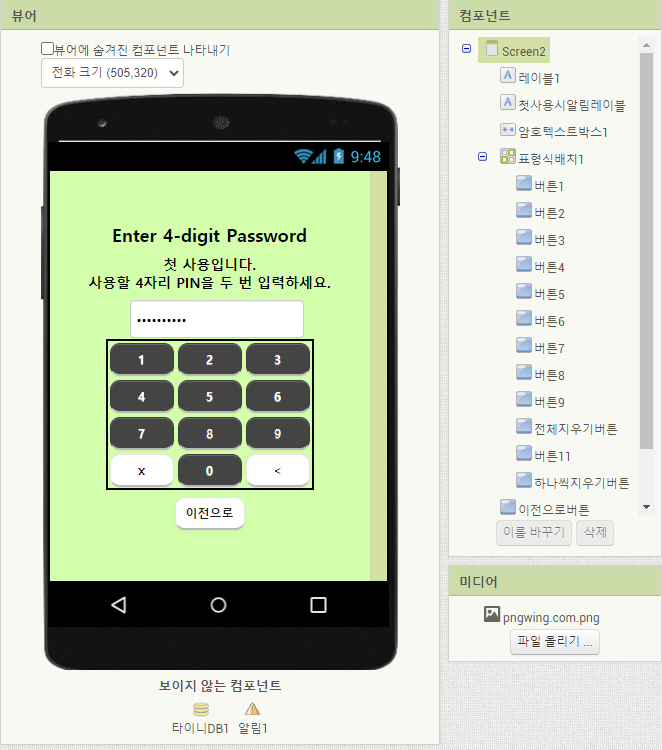 뷰어
뷰어에 숨겨진 컴포넌트 나타내기
전화 크기 (505,320)
9:48
Enter 4-digit Password
첫 사용입니다.
사용할 4자리 PIN을 두 번 입력하세요.
••••••••••
1 2 3
4 5 6
7 8 9
x 0 <
이전으로
보이지 않는 컴포넌트
타이니DB1 알림1
컴포넌트
Screen2
A 레이블1
A 첫사용시알림레이블
암호텍스트박스1
표형식배치1
버튼1
버튼2
버튼3
버튼4
버튼5
버튼6
버튼7
버튼8
버튼9
전체지우기버튼
버튼11
하나씩지우기버튼
이전으로버튼
이름 바꾸기 삭제
미디어
pngwing.com.png
파일 올리기 ...